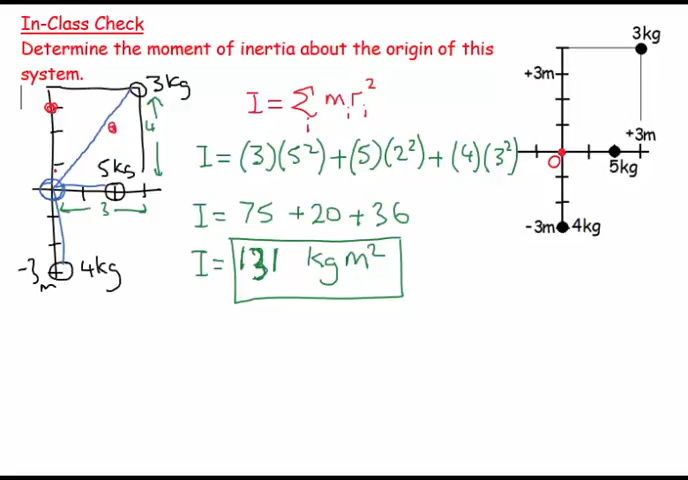 In-Class Check
Determine the moment of inertia about the origin of this
system.
3kg
4
5kg
3
-3
m
4kg
I = Σ mᵢrᵢ²
i
I = (3)(5²)+(5)(2²)+(4)(3²)
I = 75 + 20 + 36
I = 131 kg m²
3kg
+3m
+3m
O
5kg
-3m
4kg